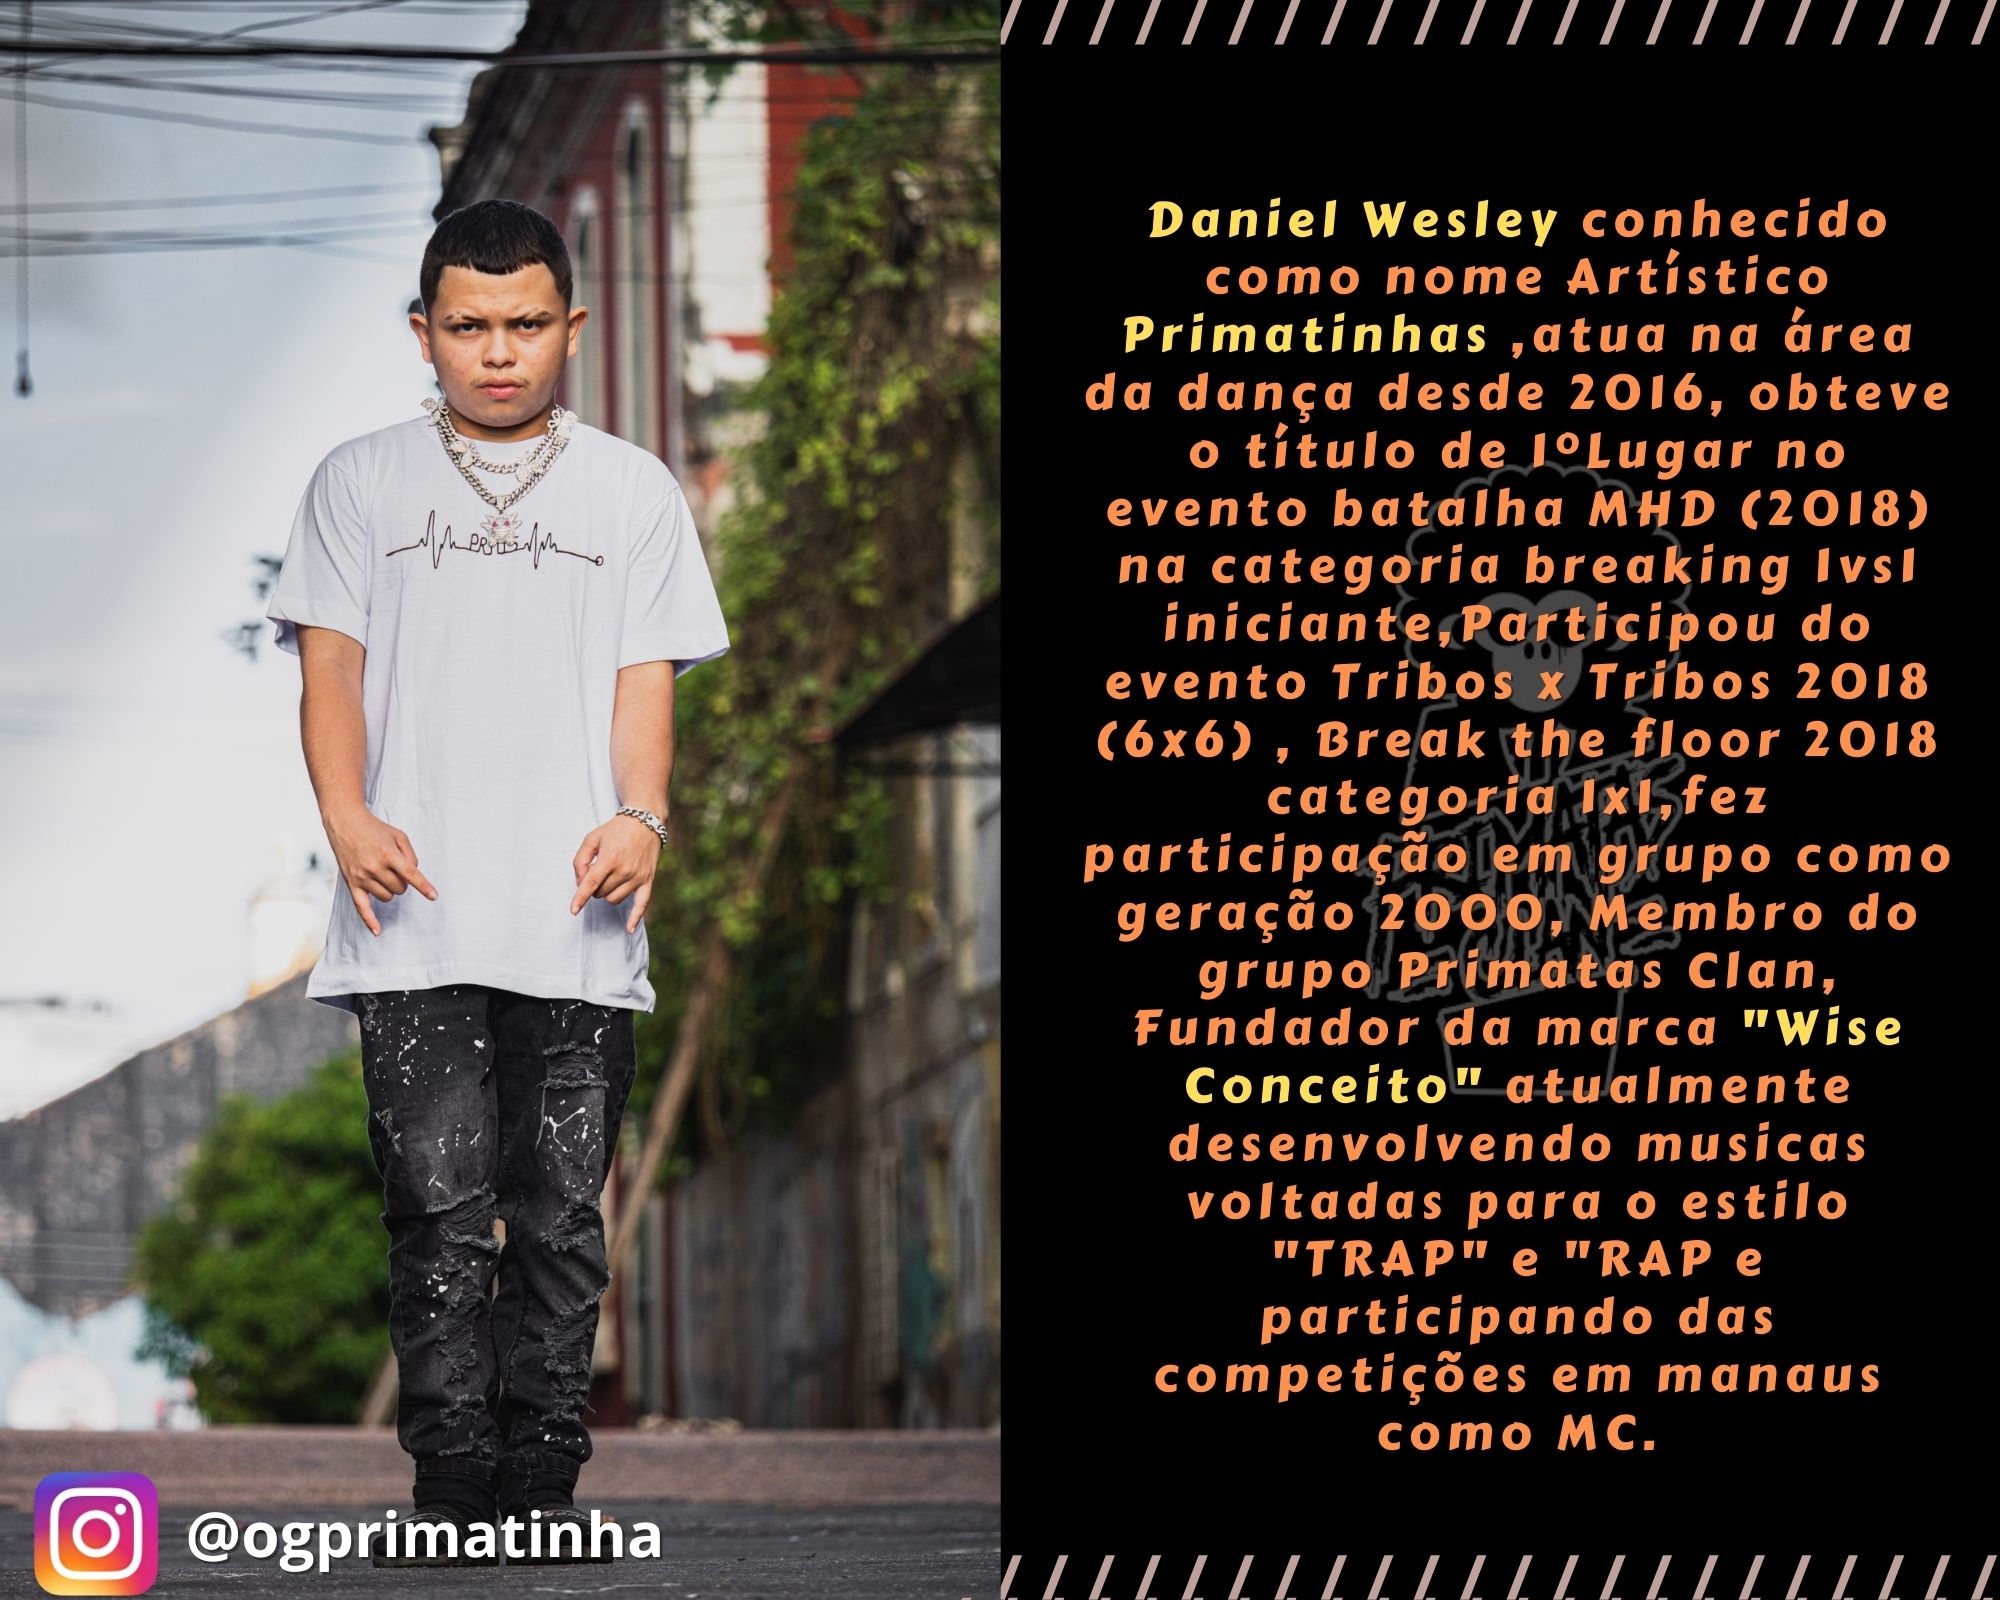 Daniel Wesley conhecido
como nome Artístico
Primatinhas ,atua na área
da dança desde 2016, obteve
o título de 1ºLugar no
evento batalha MHD (2018)
na categoria breaking 1vs1
iniciante,Participou do
evento Tribos x Tribos 2018
(6x6) , Break the floor 2018
categoria 1x1,fez
participação em grupo como
geração 2000, Membro do
grupo Primatas Clan,
Fundador da marca "Wise
Conceito" atualmente
desenvolvendo musicas
voltadas para o estilo
"TRAP" e "RAP e
participando das
competições em manaus
como MC.
@ogprimatinha